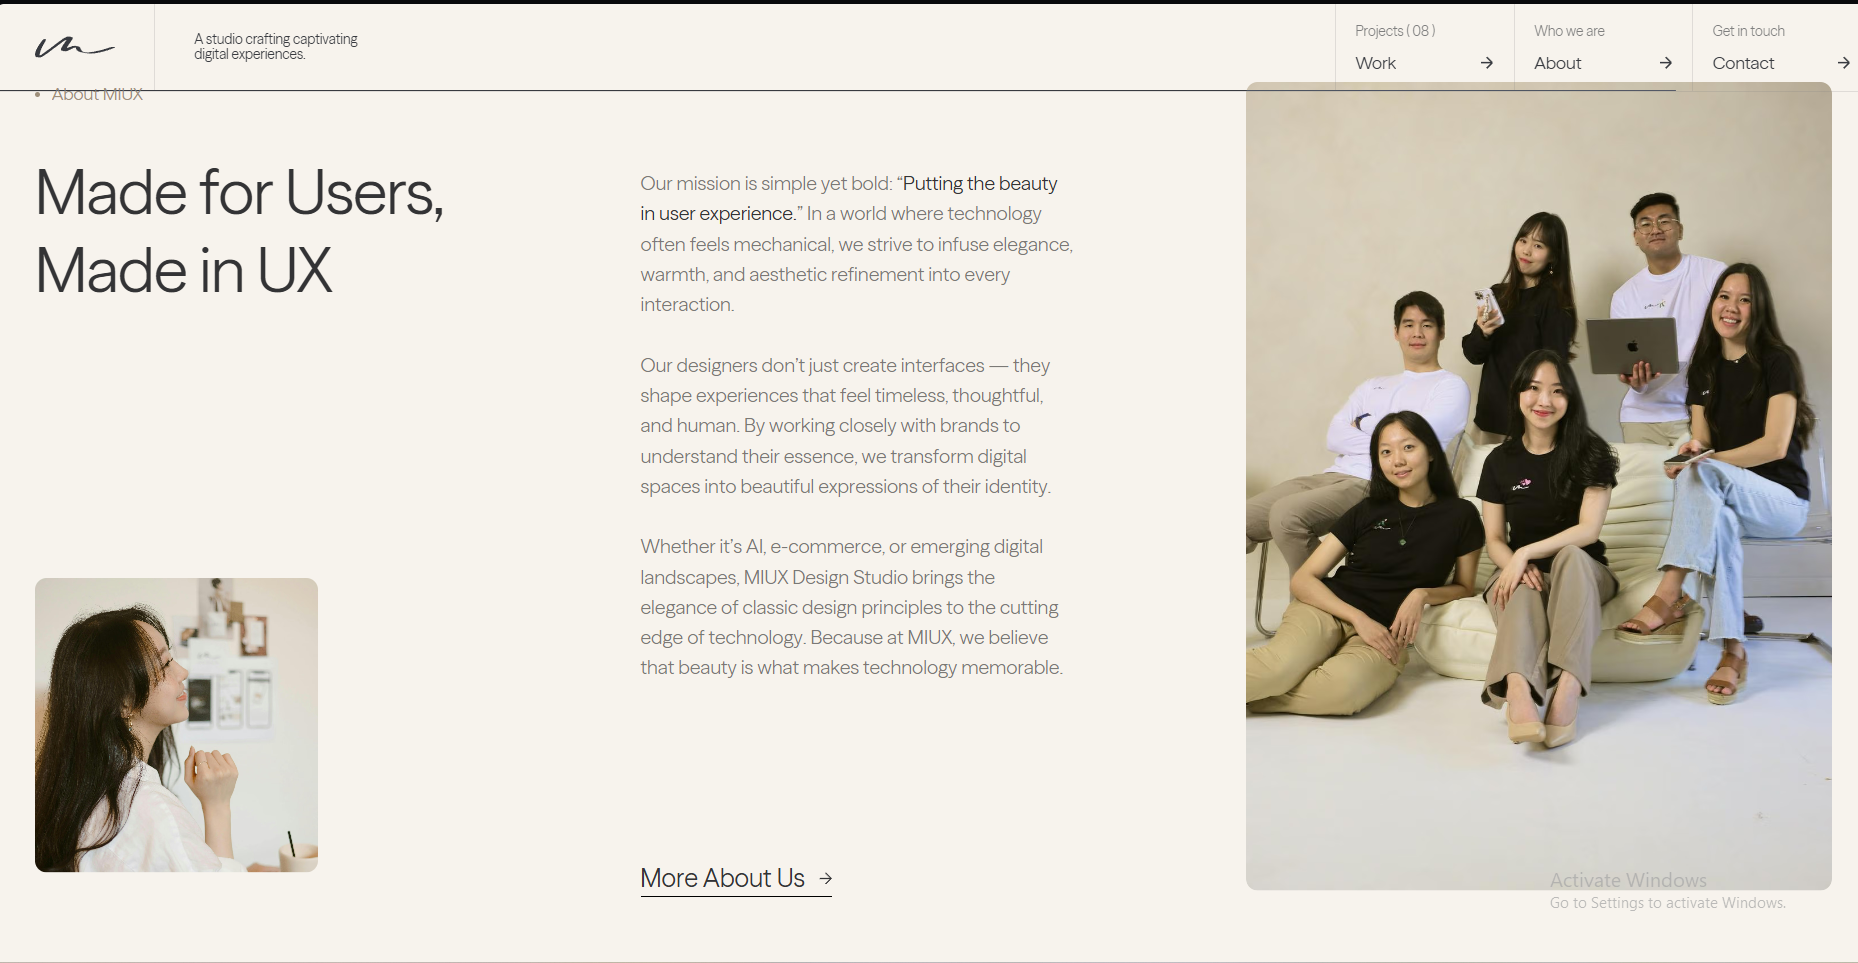 A studio crafting captivating
digital experiences.
Projects ( 08 )
Work
Who we are
About
Get in touch
Contact
About MIUX
Made for Users,
Made in UX
Our mission is simple yet bold: “Putting the beauty
in user experience.” In a world where technology
often feels mechanical, we strive to infuse elegance,
warmth, and aesthetic refinement into every
interaction.
Our designers don’t just create interfaces — they
shape experiences that feel timeless, thoughtful,
and human. By working closely with brands to
understand their essence, we transform digital
spaces into beautiful expressions of their identity.
Whether it’s AI, e-commerce, or emerging digital
landscapes, MIUX Design Studio brings the
elegance of classic design principles to the cutting
edge of technology. Because at MIUX, we believe
that beauty is what makes technology memorable.
More About Us
Activate Windows
Go to Settings to activate Windows.